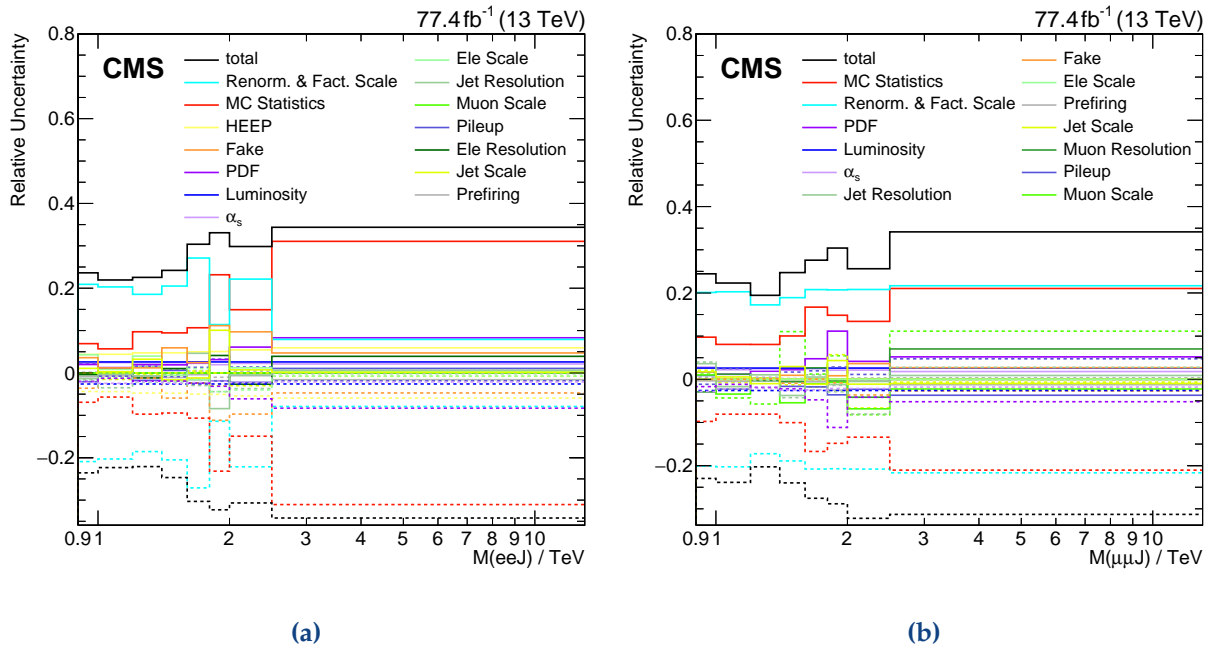 77.4 fb⁻¹ (13 TeV)
CMS
Relative Uncertainty
0.8
0.6
0.4
0.2
0
−0.2
total
Renorm. & Fact. Scale
MC Statistics
HEEP
Fake
PDF
Luminosity
αs
Ele Scale
Jet Resolution
Muon Scale
Pileup
Ele Resolution
Jet Scale
Prefiring
0.9 1 2 3 4 5 6 7 8 9 10
M(eeJ) / TeV
(a)
77.4 fb⁻¹ (13 TeV)
CMS
Relative Uncertainty
0.8
0.6
0.4
0.2
0
−0.2
total
MC Statistics
Renorm. & Fact. Scale
PDF
Luminosity
αs
Jet Resolution
Fake
Ele Scale
Prefiring
Jet Scale
Muon Resolution
Pileup
Muon Scale
0.9 1 2 3 4 5 6 7 8 9 10
M(μμJ) / TeV
(b)